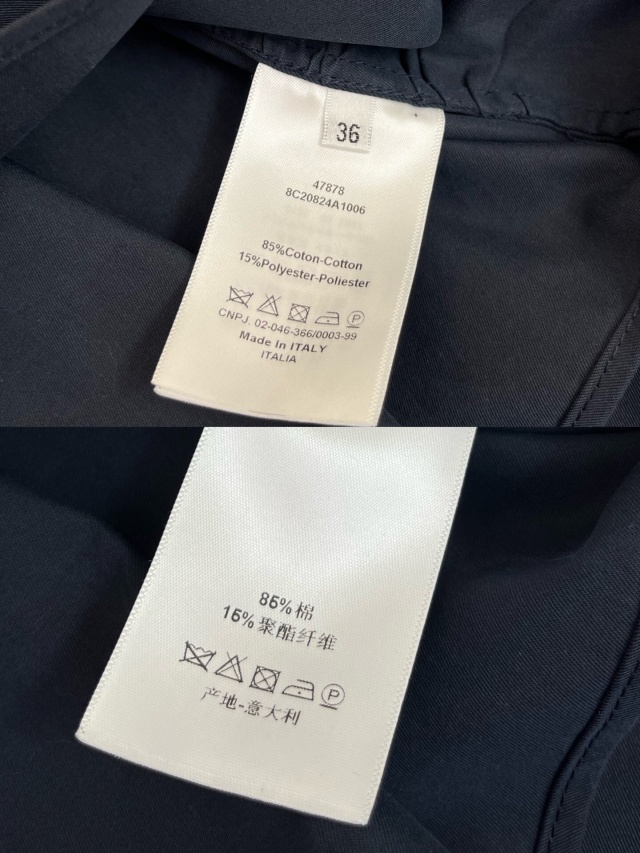 36
47878
8C20824A1006
85%Coton-Cotton
15%Polyester-Poliester
P
CNPJ. 02-046-366/0003-99
Made In ITALY
ITALIA
85%棉
15%聚酯纤维
P
产地-意大利